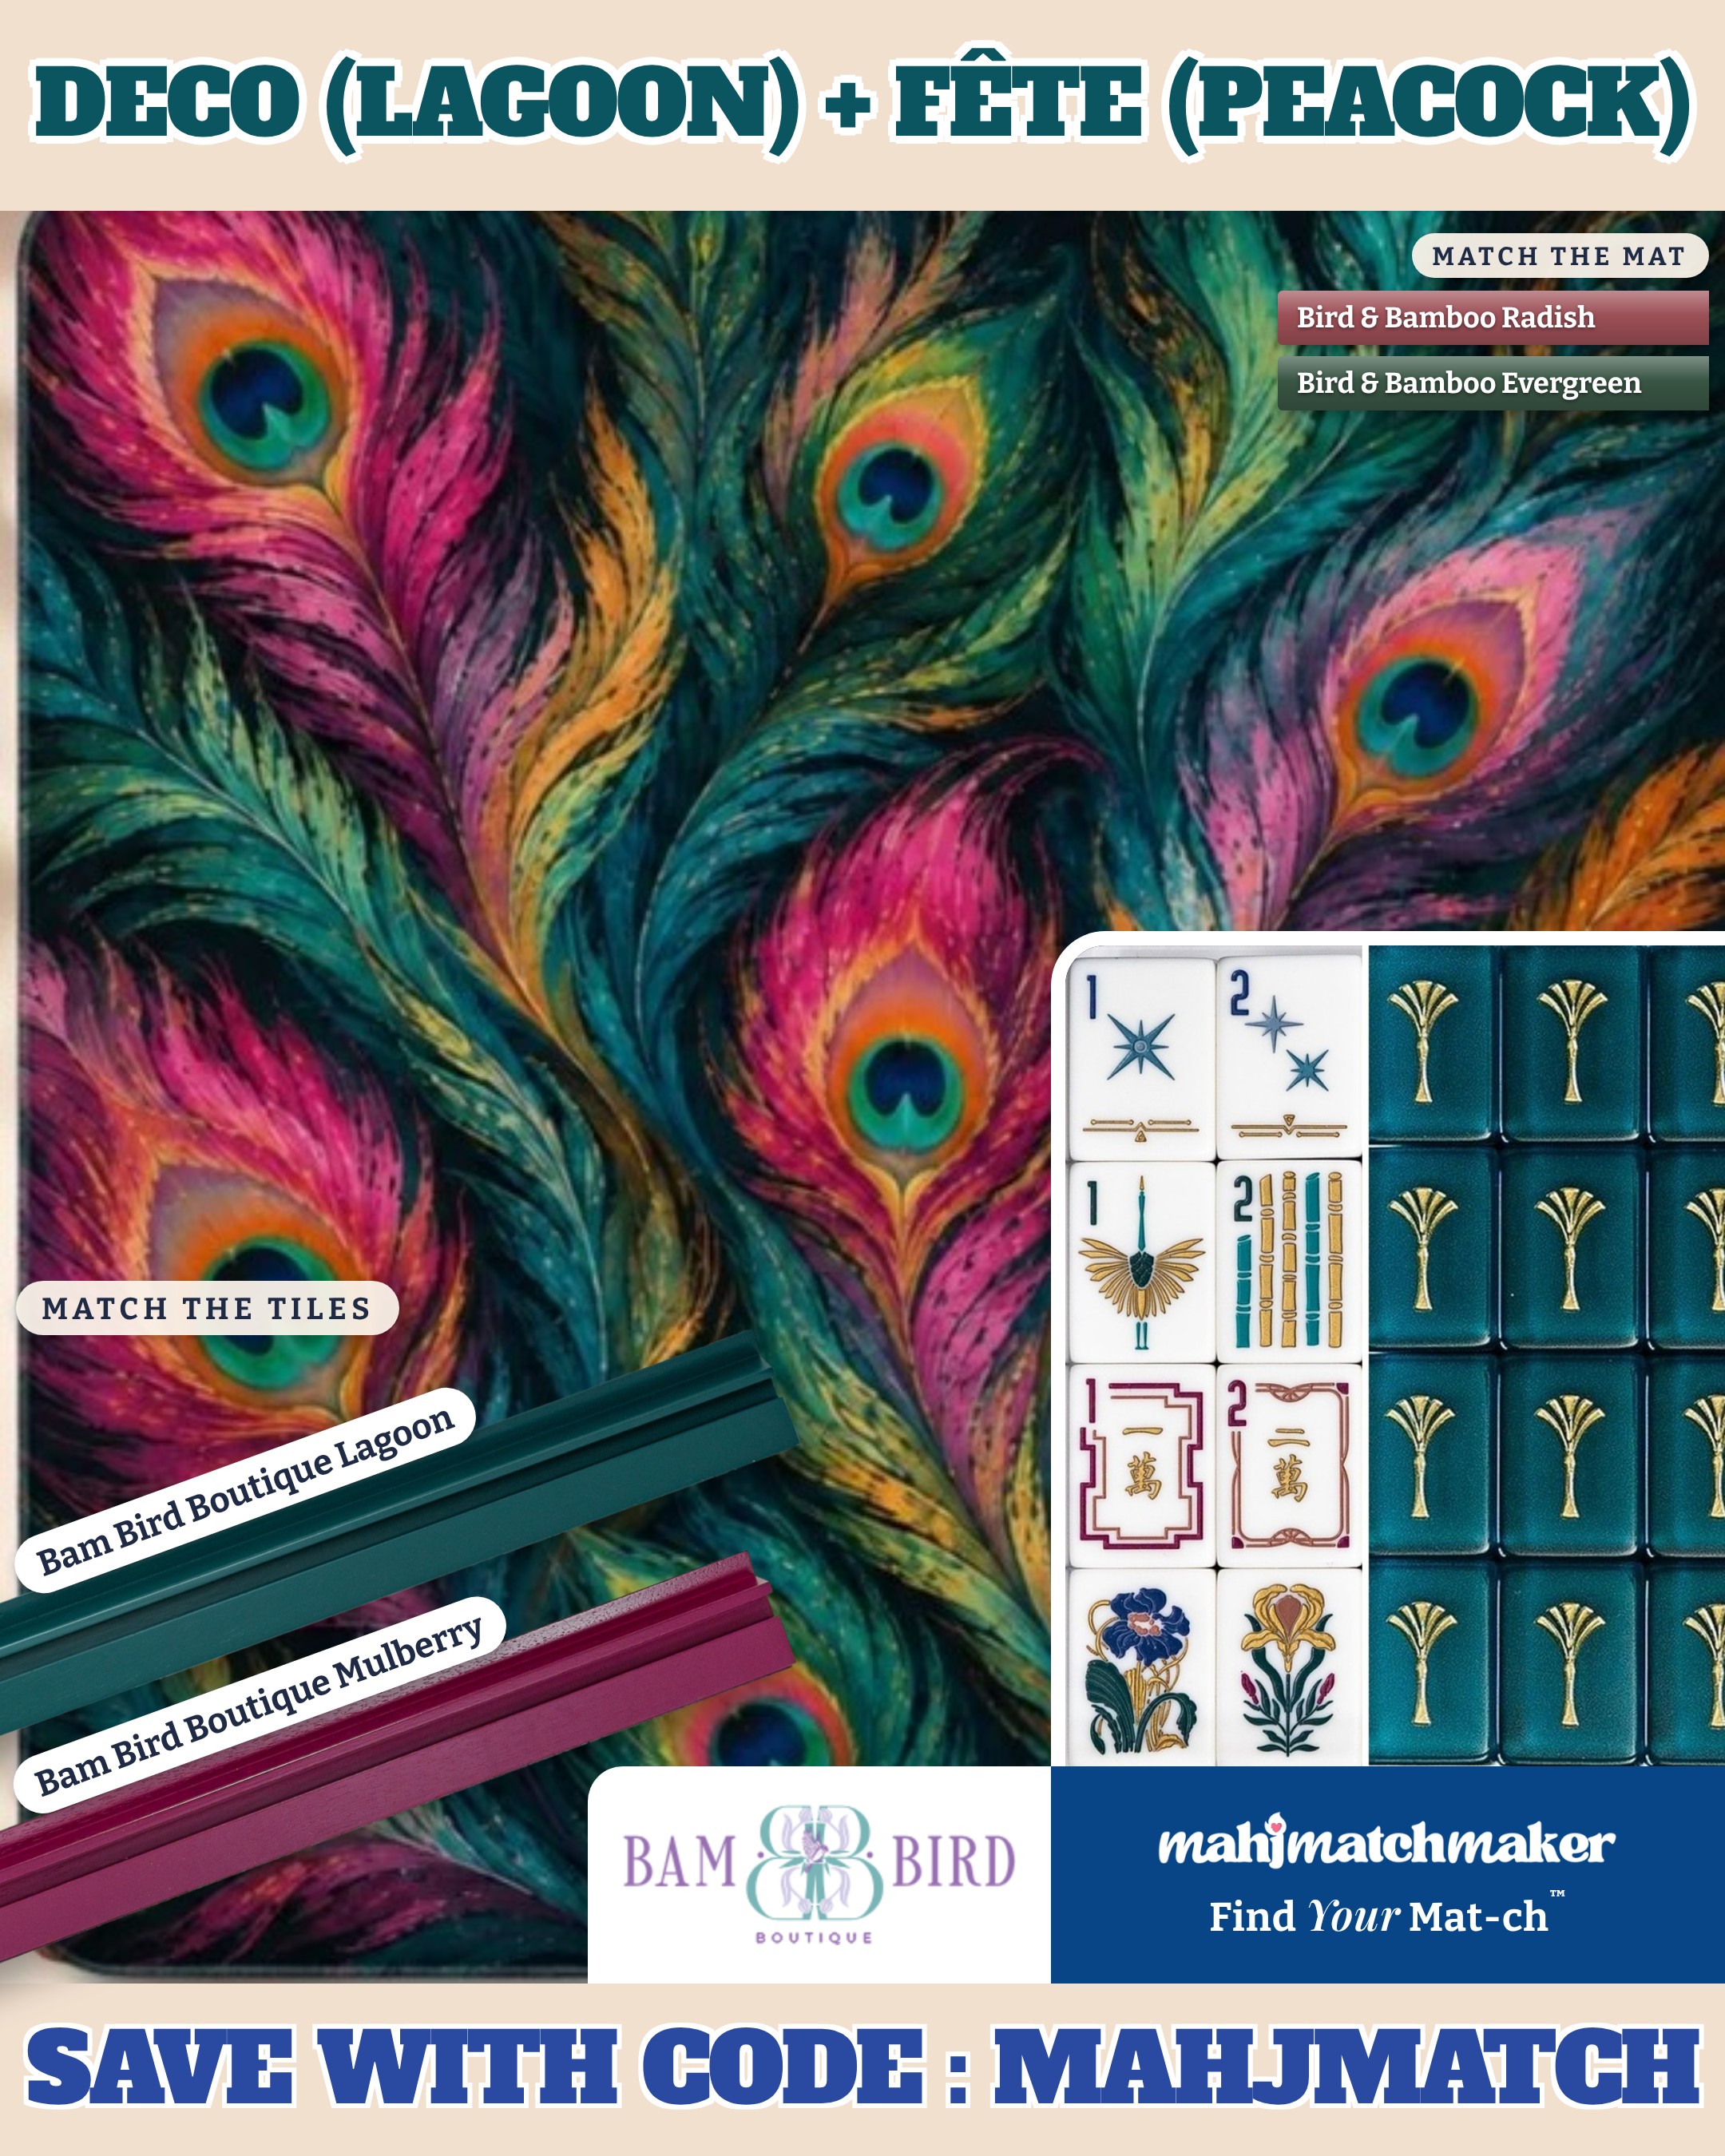 DECO (LAGOON) + FÊTE (PEACOCK)
MATCH THE MAT
Bird & Bamboo Radish
Bird & Bamboo Evergreen
1 2
1 2
1 2
一 二
萬 萬
MATCH THE TILES
Bam Bird Boutique Lagoon
Bam Bird Boutique Mulberry
BAM BIRD
BOUTIQUE
mahjmatchmaker
Find Your Mat-ch™
SAVE WITH CODE : MAHJMATCH